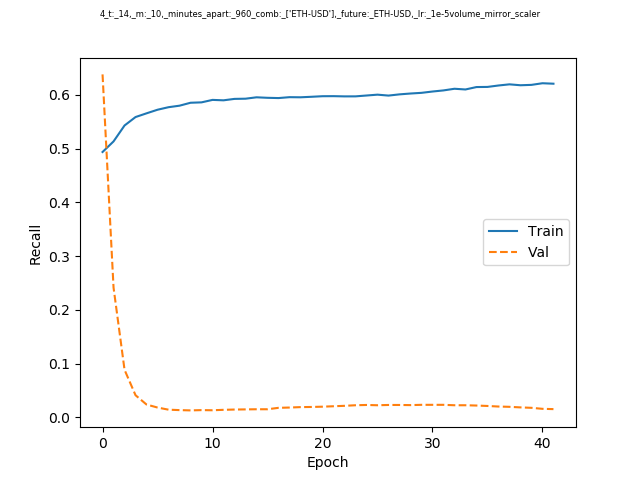 4_t:_14,_m:_10,_minutes_apart:_960_comb:_['ETH-USD'],_future:_ETH-USD,_lr:_1e-5volume_mirror_scaler
0.6
0.5
0.4
0.3
0.2
0.1
0.0
Recall
Train
Val
0 10 20 30 40
Epoch